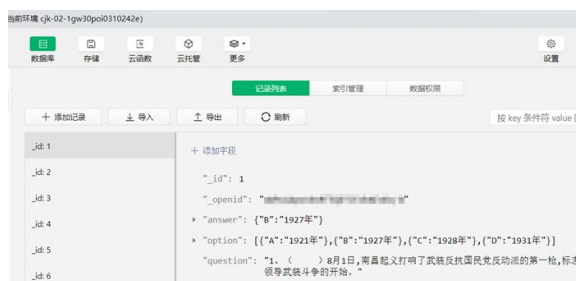 当前环境 cjk-02-1gw30poi0310242e)
数据库 存储 云函数 云托管 更多 设置
记录列表 索引管理 数据权限
+ 添加记录 导入 导出 刷新 按 key 条件符 value
_id: 1
_id: 2
_id: 3
_id: 4
_id: 5
_id: 6
+ 添加字段
"_id": 1
"_openid": "
"answer": {"B":"1927年"}
"option": [{"A":"1921年"},{"B":"1927年"},{"C":"1928年"},{"D":"1931年"}]
"question": "1、（ ）8月1日,南昌起义打响了武装反抗国民党反动派的第一枪,标志
领导武装斗争的开始。"